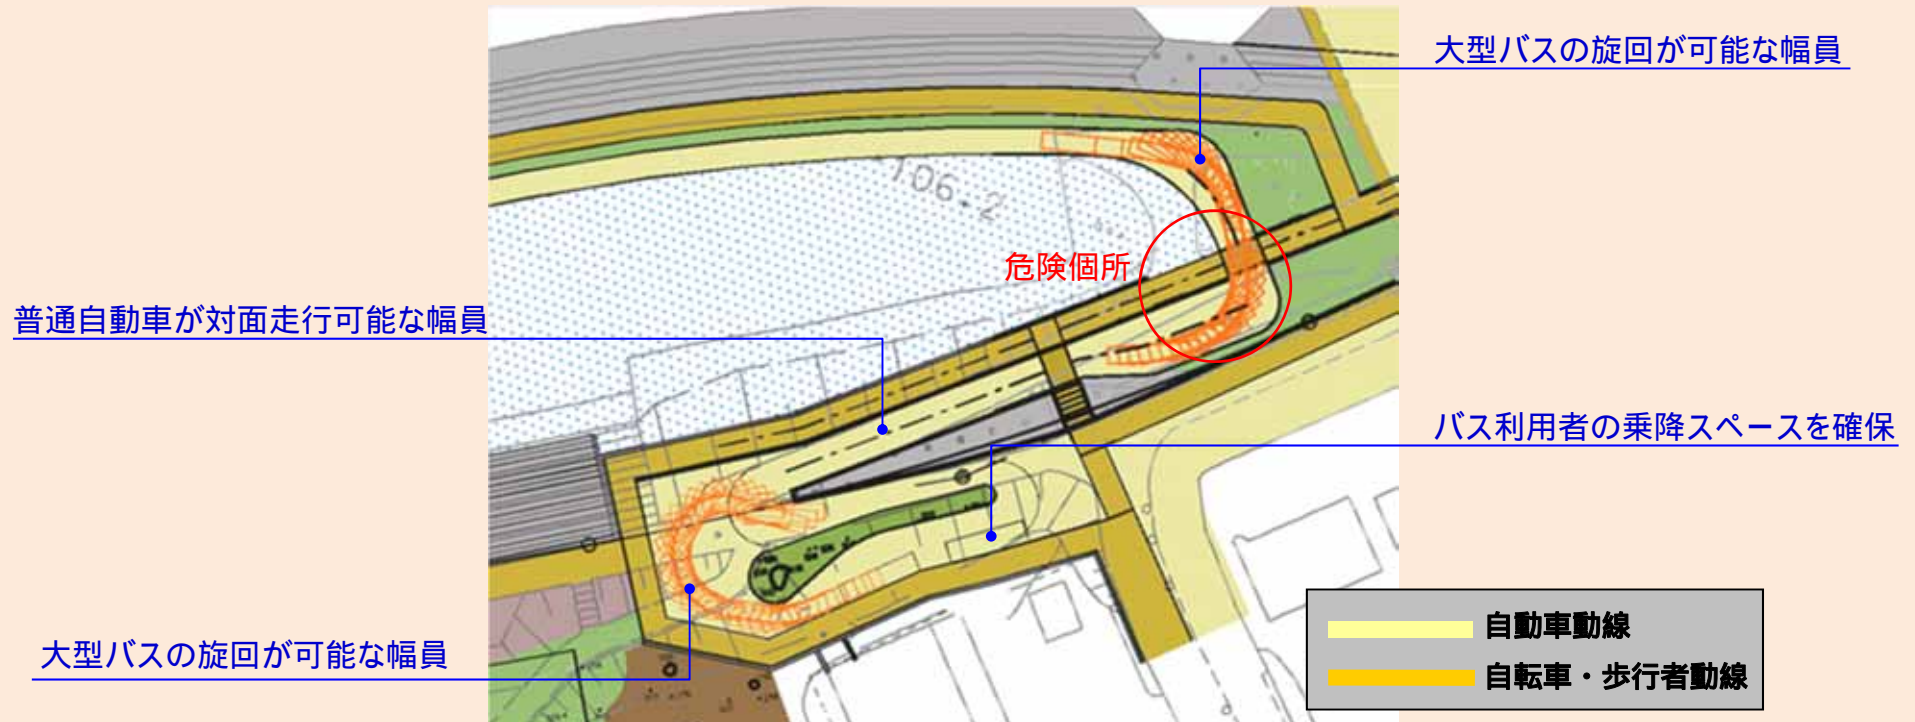 大型バスの旋回が可能な幅員
106.2
危険個所
普通自動車が対面走行可能な幅員
バス利用者の乗降スペースを確保
大型バスの旋回が可能な幅員
自動車動線
自転車・歩行者動線